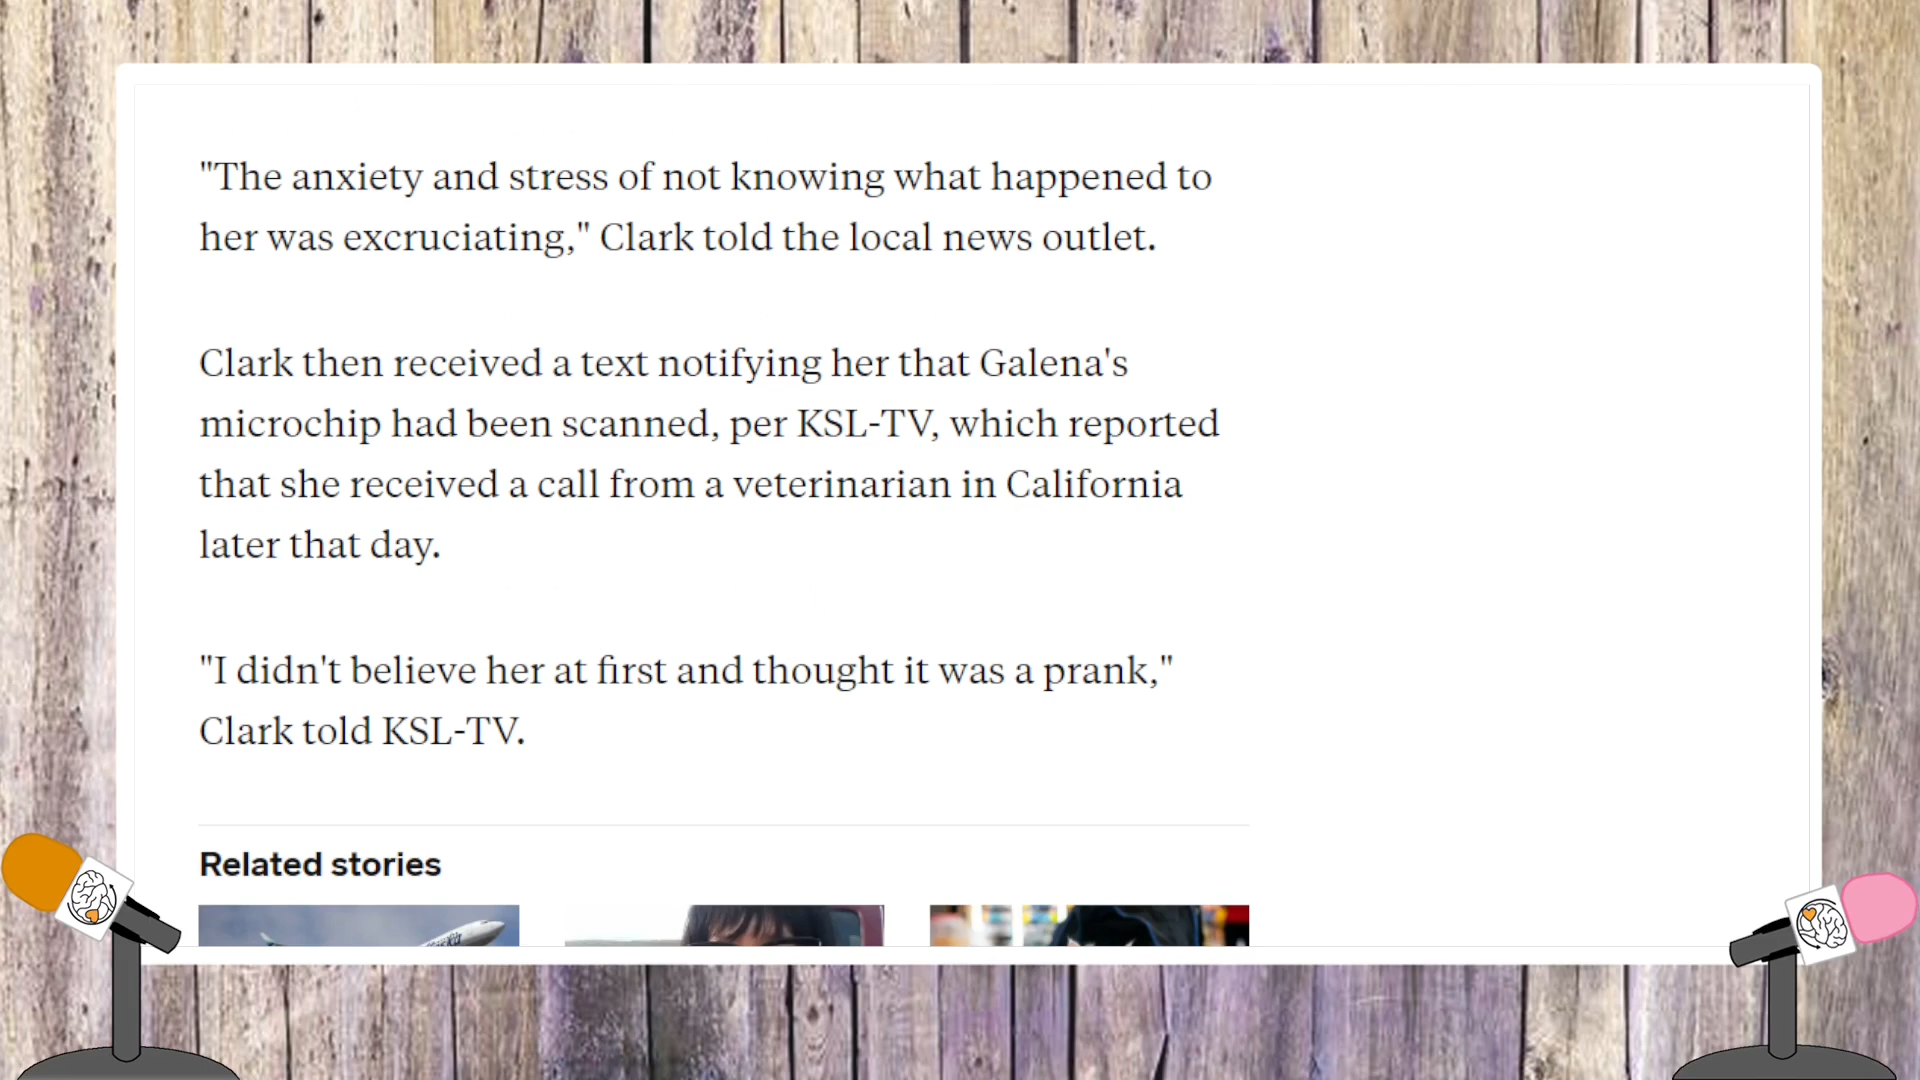 "The anxiety and stress of not knowing what happened to
her was excruciating," Clark told the local news outlet.
Clark then received a text notifying her that Galena's
microchip had been scanned, per KSL-TV, which reported
that she received a call from a veterinarian in California
later that day.
"I didn't believe her at first and thought it was a prank,"
Clark told KSL-TV.
Related stories